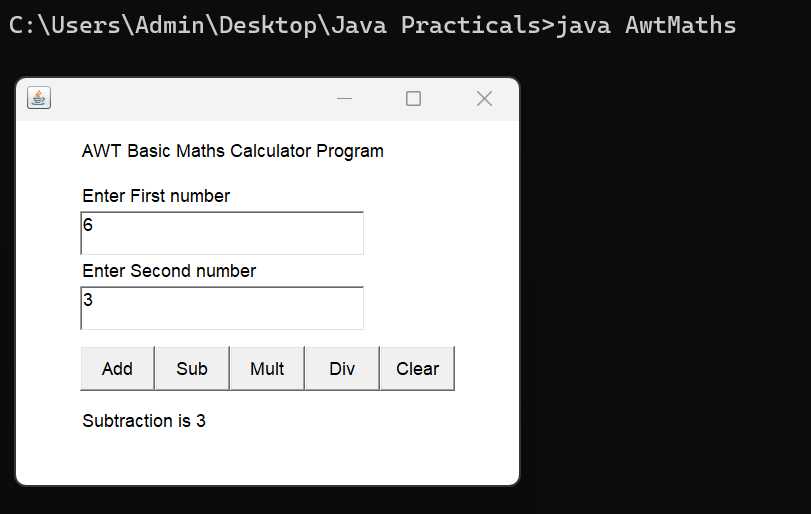 C:\Users\Admin\Desktop\Java Practicals>java AwtMaths
AWT Basic Maths Calculator Program
Enter First number
6
Enter Second number
3
Add Sub Mult Div Clear
Subtraction is 3